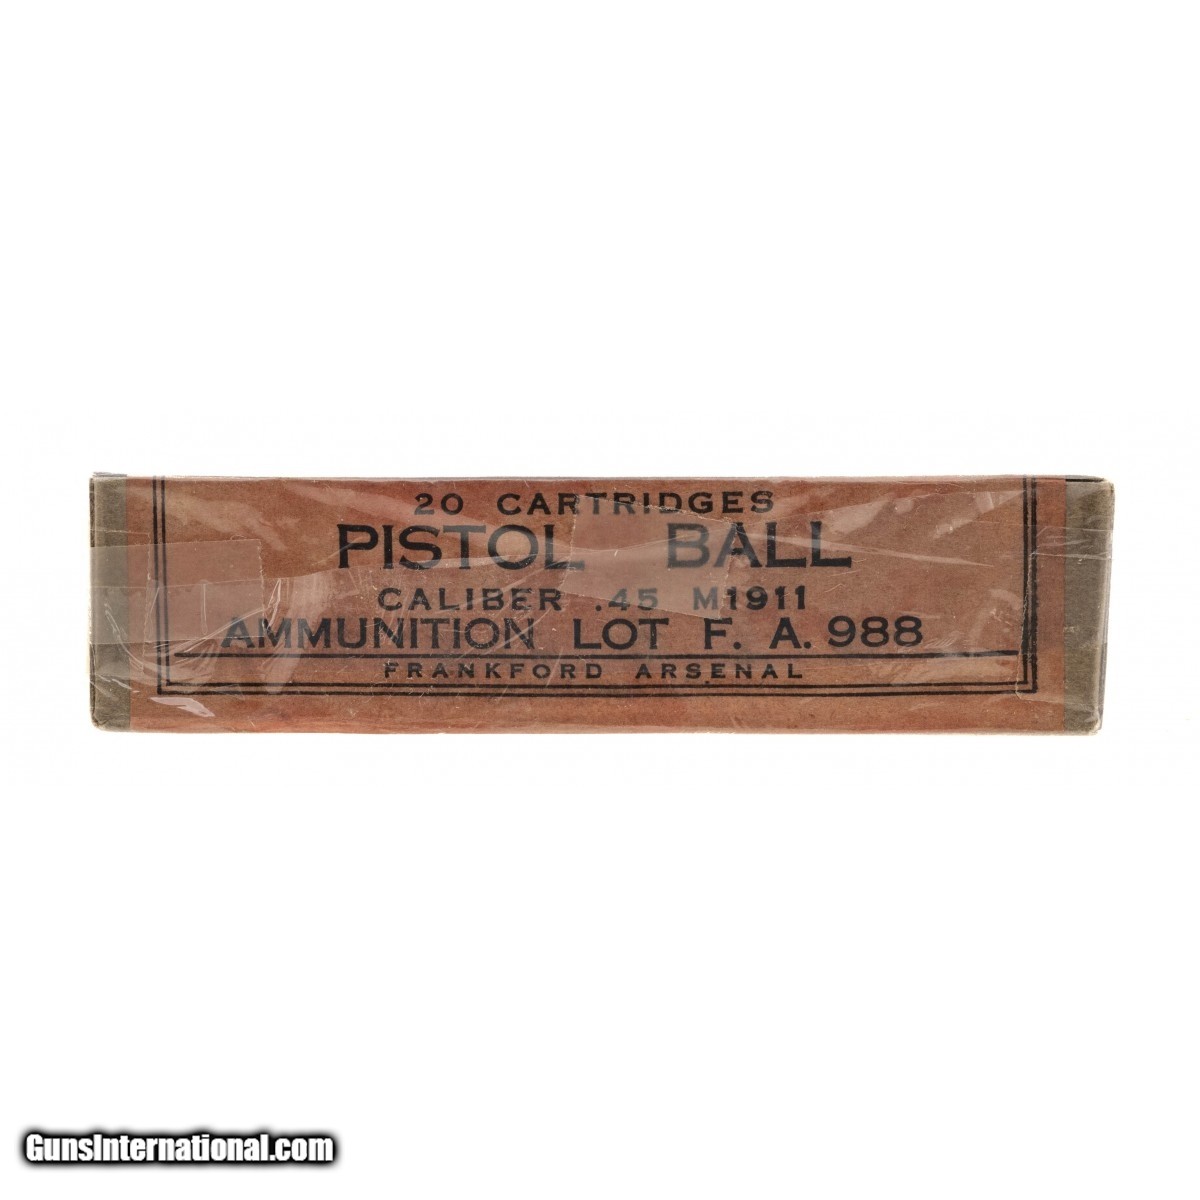 20 CARTRIDGES
PISTOL BALL
CALIBER .45 M1911
AMMUNITION LOT F. A. 988
FRANKFORD ARSENAL
GunsInternational.com